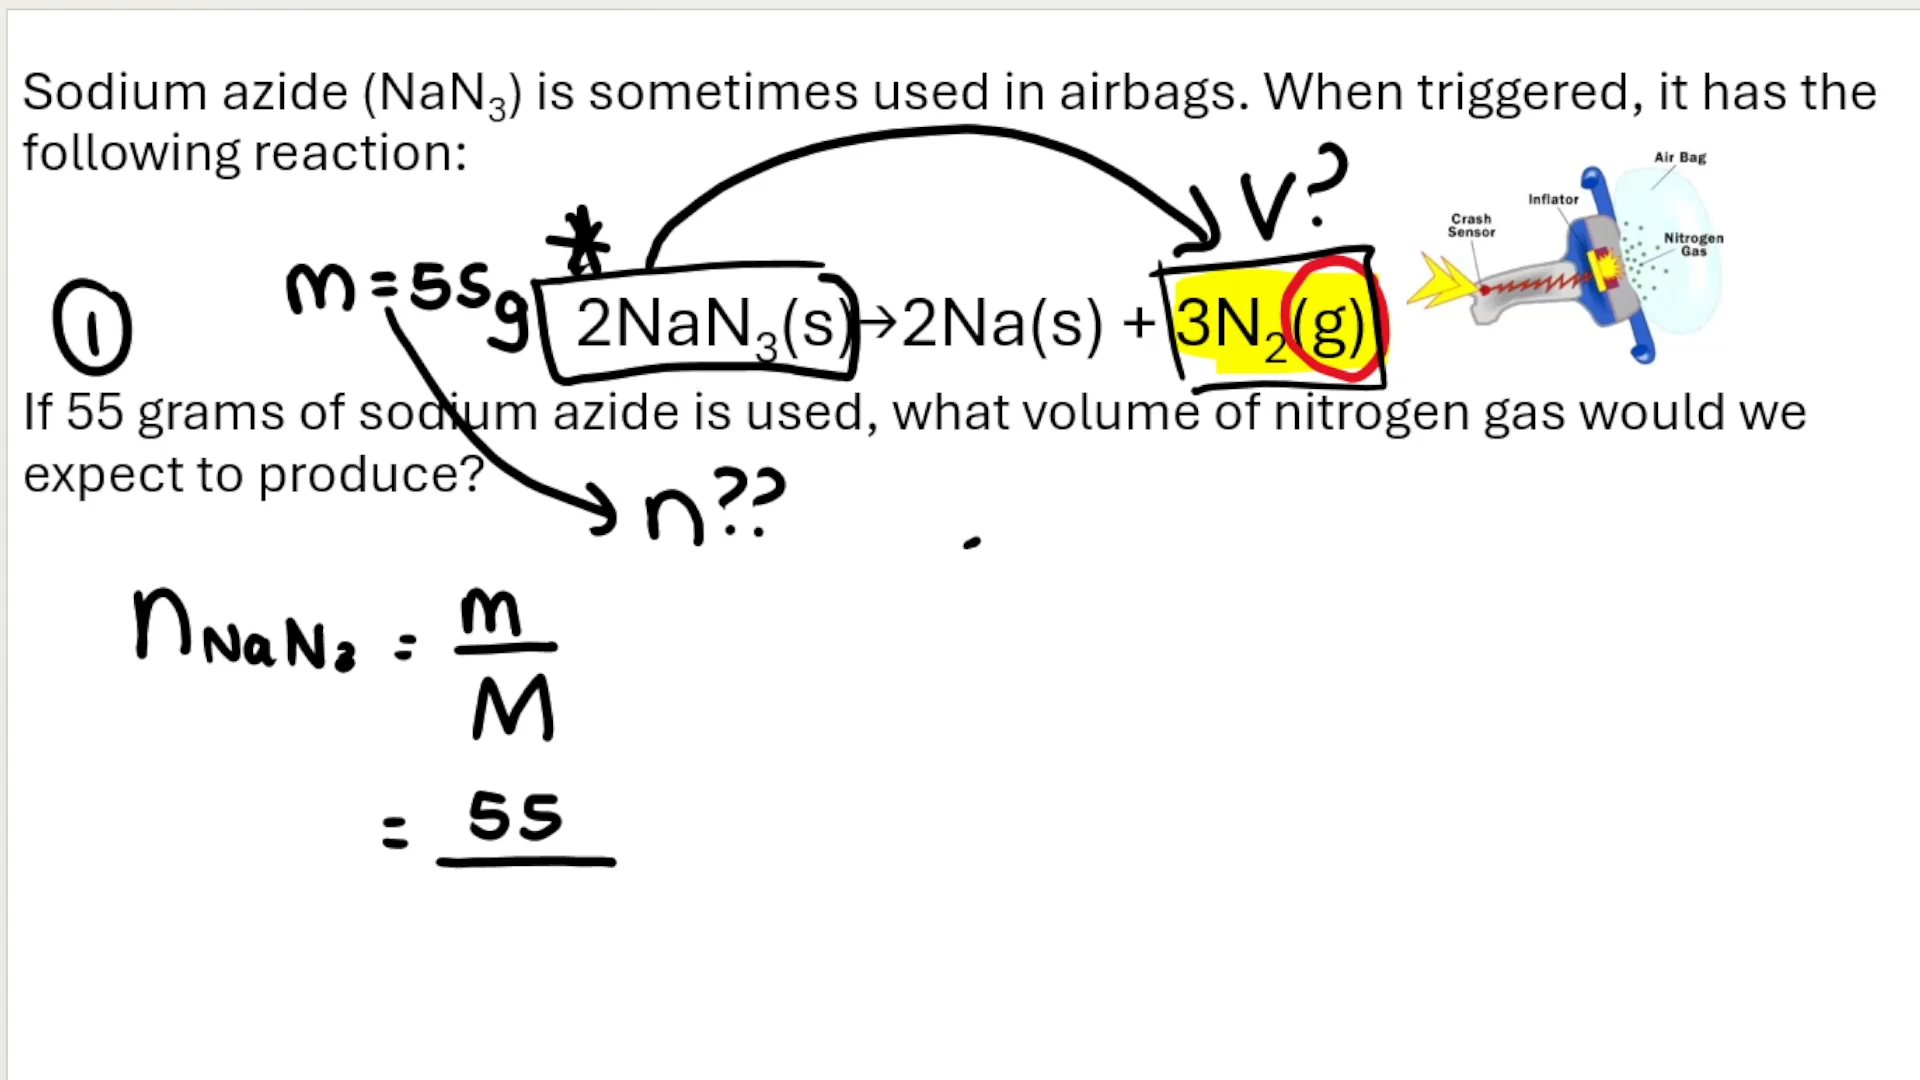 Sodium azide (NaN₃) is sometimes used in airbags. When triggered, it has the
following reaction:
V?
Air Bag
Inflator
Crash
Sensor
Nitrogen
Gas
*
m=55g
① 2NaN₃(s)→2Na(s) + 3N₂(g)
If 55 grams of sodium azide is used, what volume of nitrogen gas would we
expect to produce?
n??
n NaN₃ = m/M
= 55